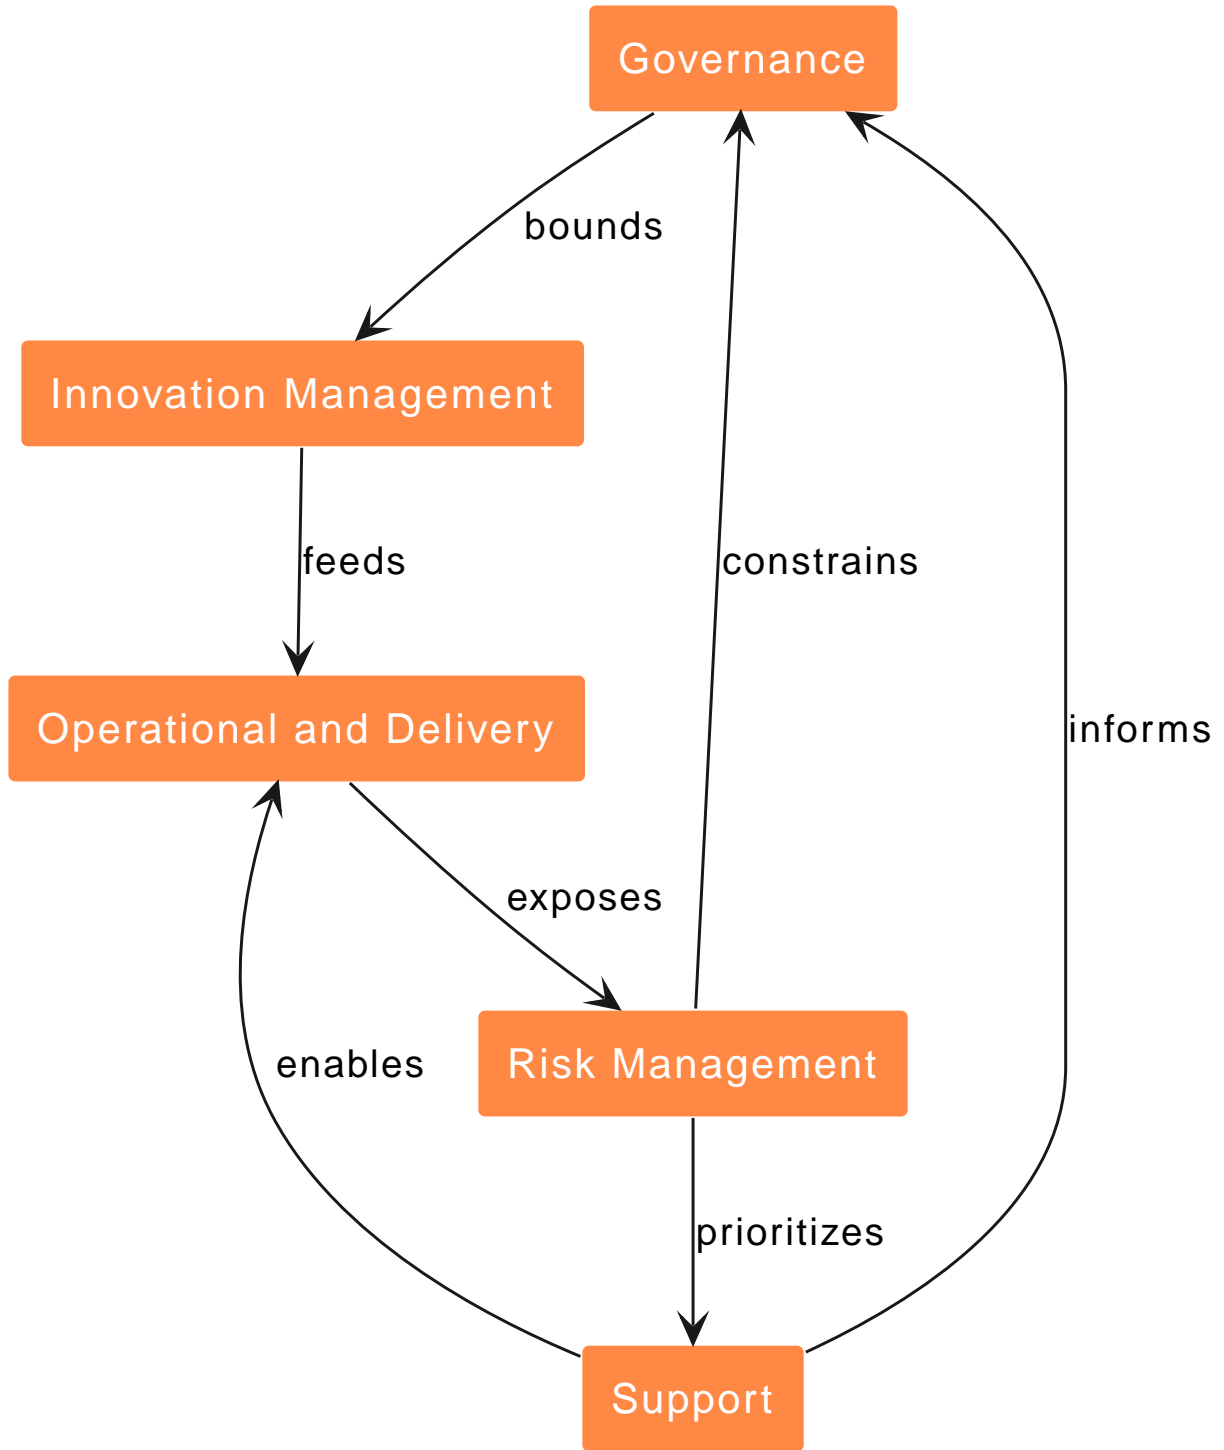 Governance
bounds
Innovation Management
feeds
constrains
Operational and Delivery
informs
exposes
enables
Risk Management
prioritizes
Support